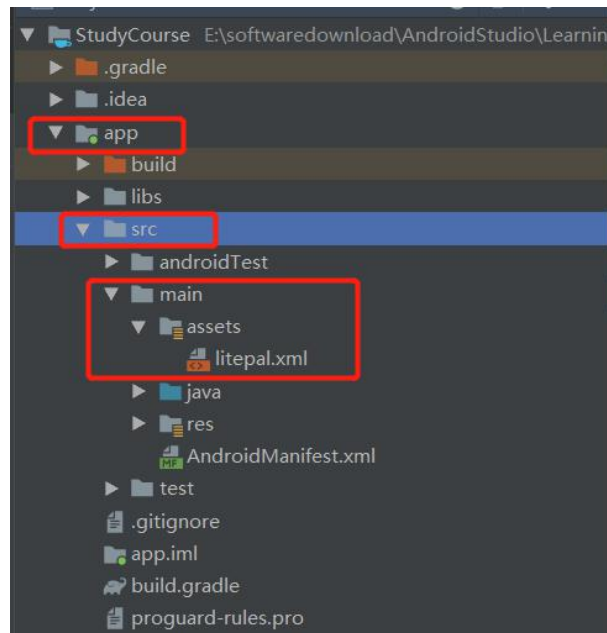 StudyCourse E:\softwaredownload\AndroidStudio\Learnin
.gradle
.idea
app
build
libs
src
androidTest
main
assets
litepal.xml
java
res
AndroidManifest.xml
test
.gitignore
app.iml
build.gradle
proguard-rules.pro